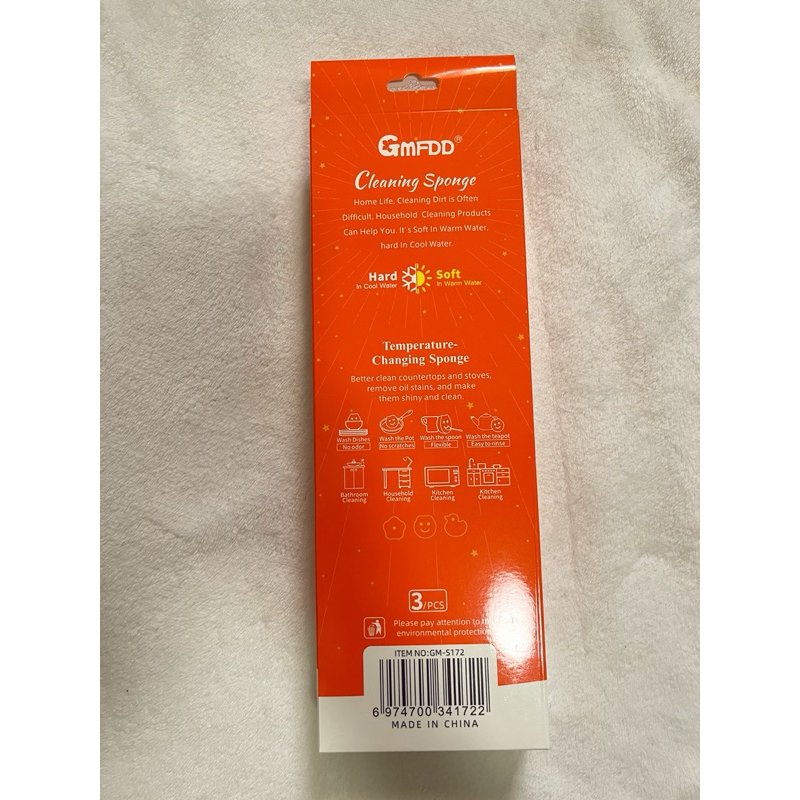 GMFDD®
Cleaning Sponge
Home Life, Cleaning Dirt is Often
Difficult, Household Cleaning Products
Can Help You. It's Soft In Warm Water,
hard In Cool Water.
Hard
In Cool Water
Soft
In Warm Water
Temperature-
Changing Sponge
Better clean countertops and stoves,
remove oil stains, and make
them shiny and clean.
Wash Dishes
No odor
Wash the Pot
No scratches
Wash the spoon
Flexible
Wash the teapot
Easy to rinse
Bathroom
Cleaning
Household
Cleaning
Kitchen
Cleaning
Kitchen
Cleaning
3/PCS
Please pay attention to
environmental protection
ITEM NO:GM-S172
6 974700 341722
MADE IN CHINA